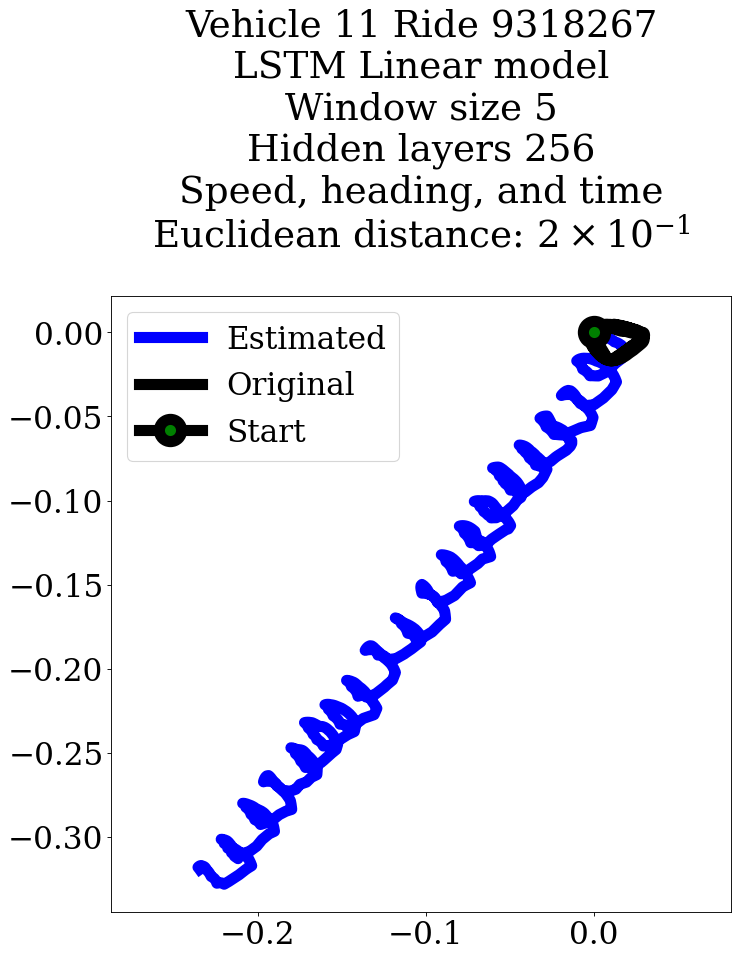 Vehicle 11 Ride 9318267
LSTM Linear model
Window size 5
Hidden layers 256
Speed, heading, and time
Euclidean distance: 2 × 10⁻¹
Estimated
Original
Start
0.00
−0.05
−0.10
−0.15
−0.20
−0.25
−0.30
−0.2
−0.1
0.0